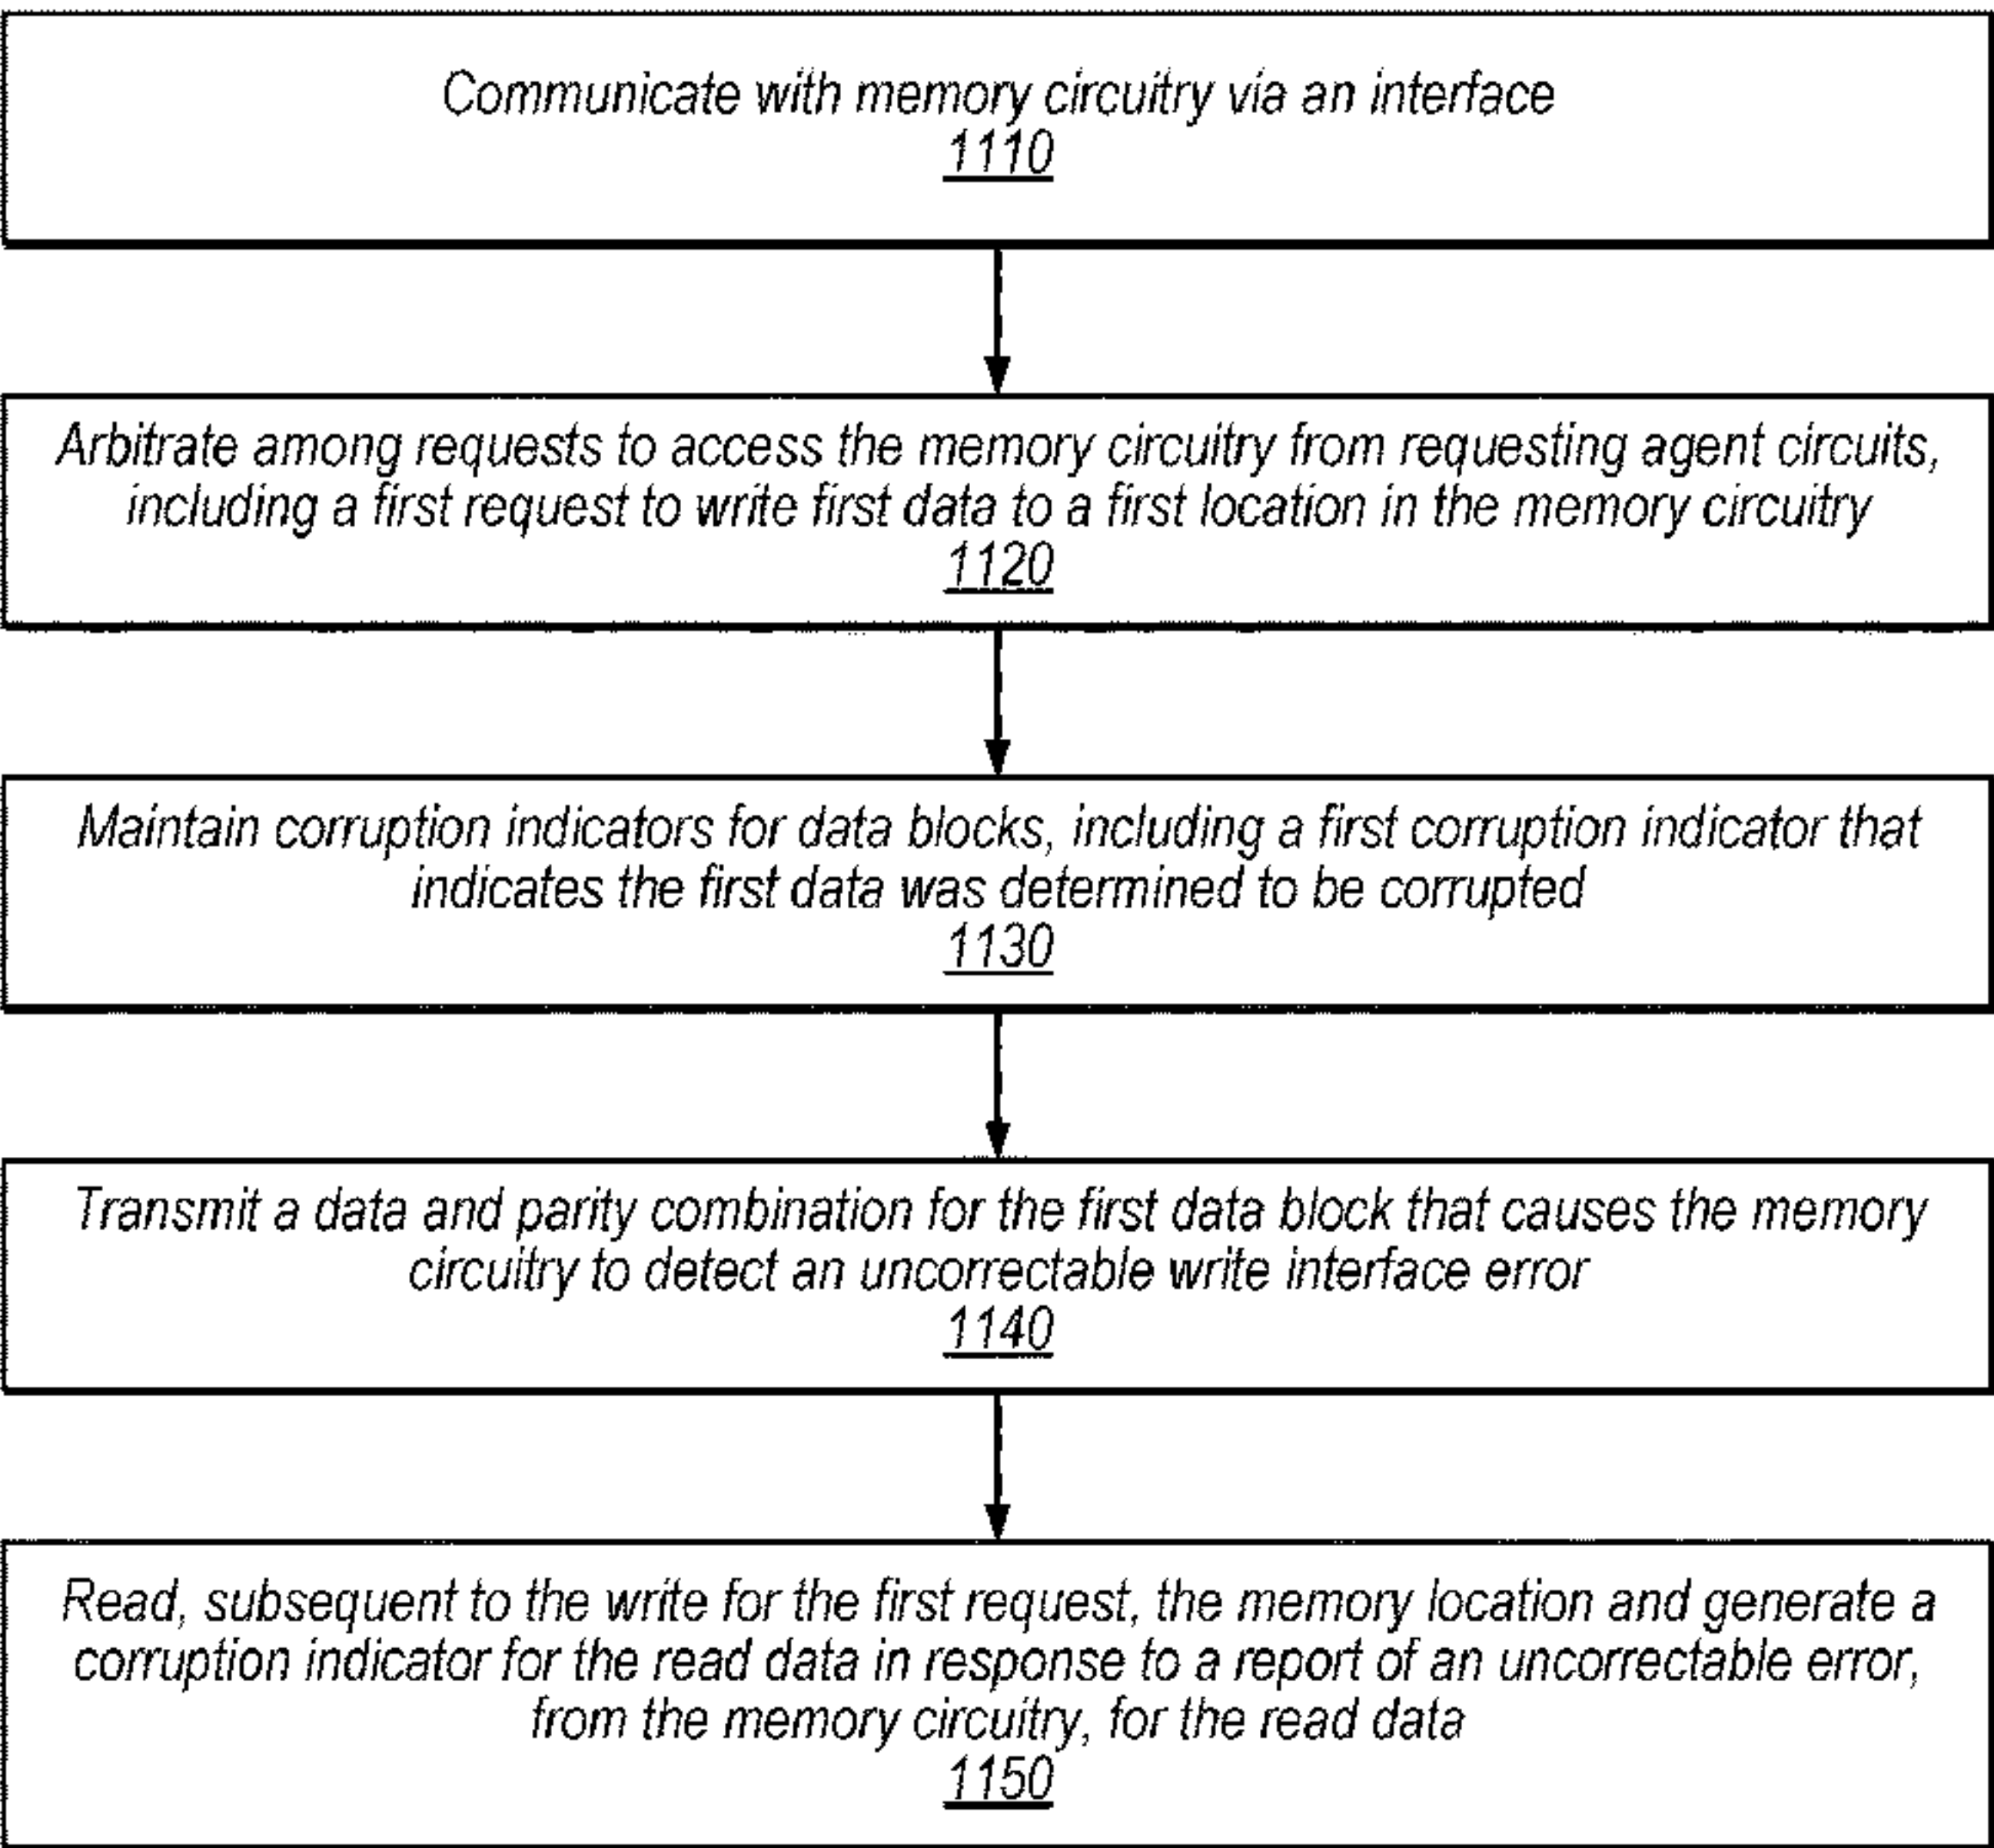 Communicate with memory circuitry via an interface
1110
Arbitrate among requests to access the memory circuitry from requesting agent circuits,
including a first request to write first data to a first location in the memory circuitry
1120
Maintain corruption indicators for data blocks, including a first corruption indicator that
indicates the first data was determined to be corrupted
1130
Transmit a data and parity combination for the first data block that causes the memory
circuitry to detect an uncorrectable write interface error
1140
Read, subsequent to the write for the first request, the memory location and generate a
corruption indicator for the read data in response to a report of an uncorrectable error,
from the memory circuitry, for the read data
1150